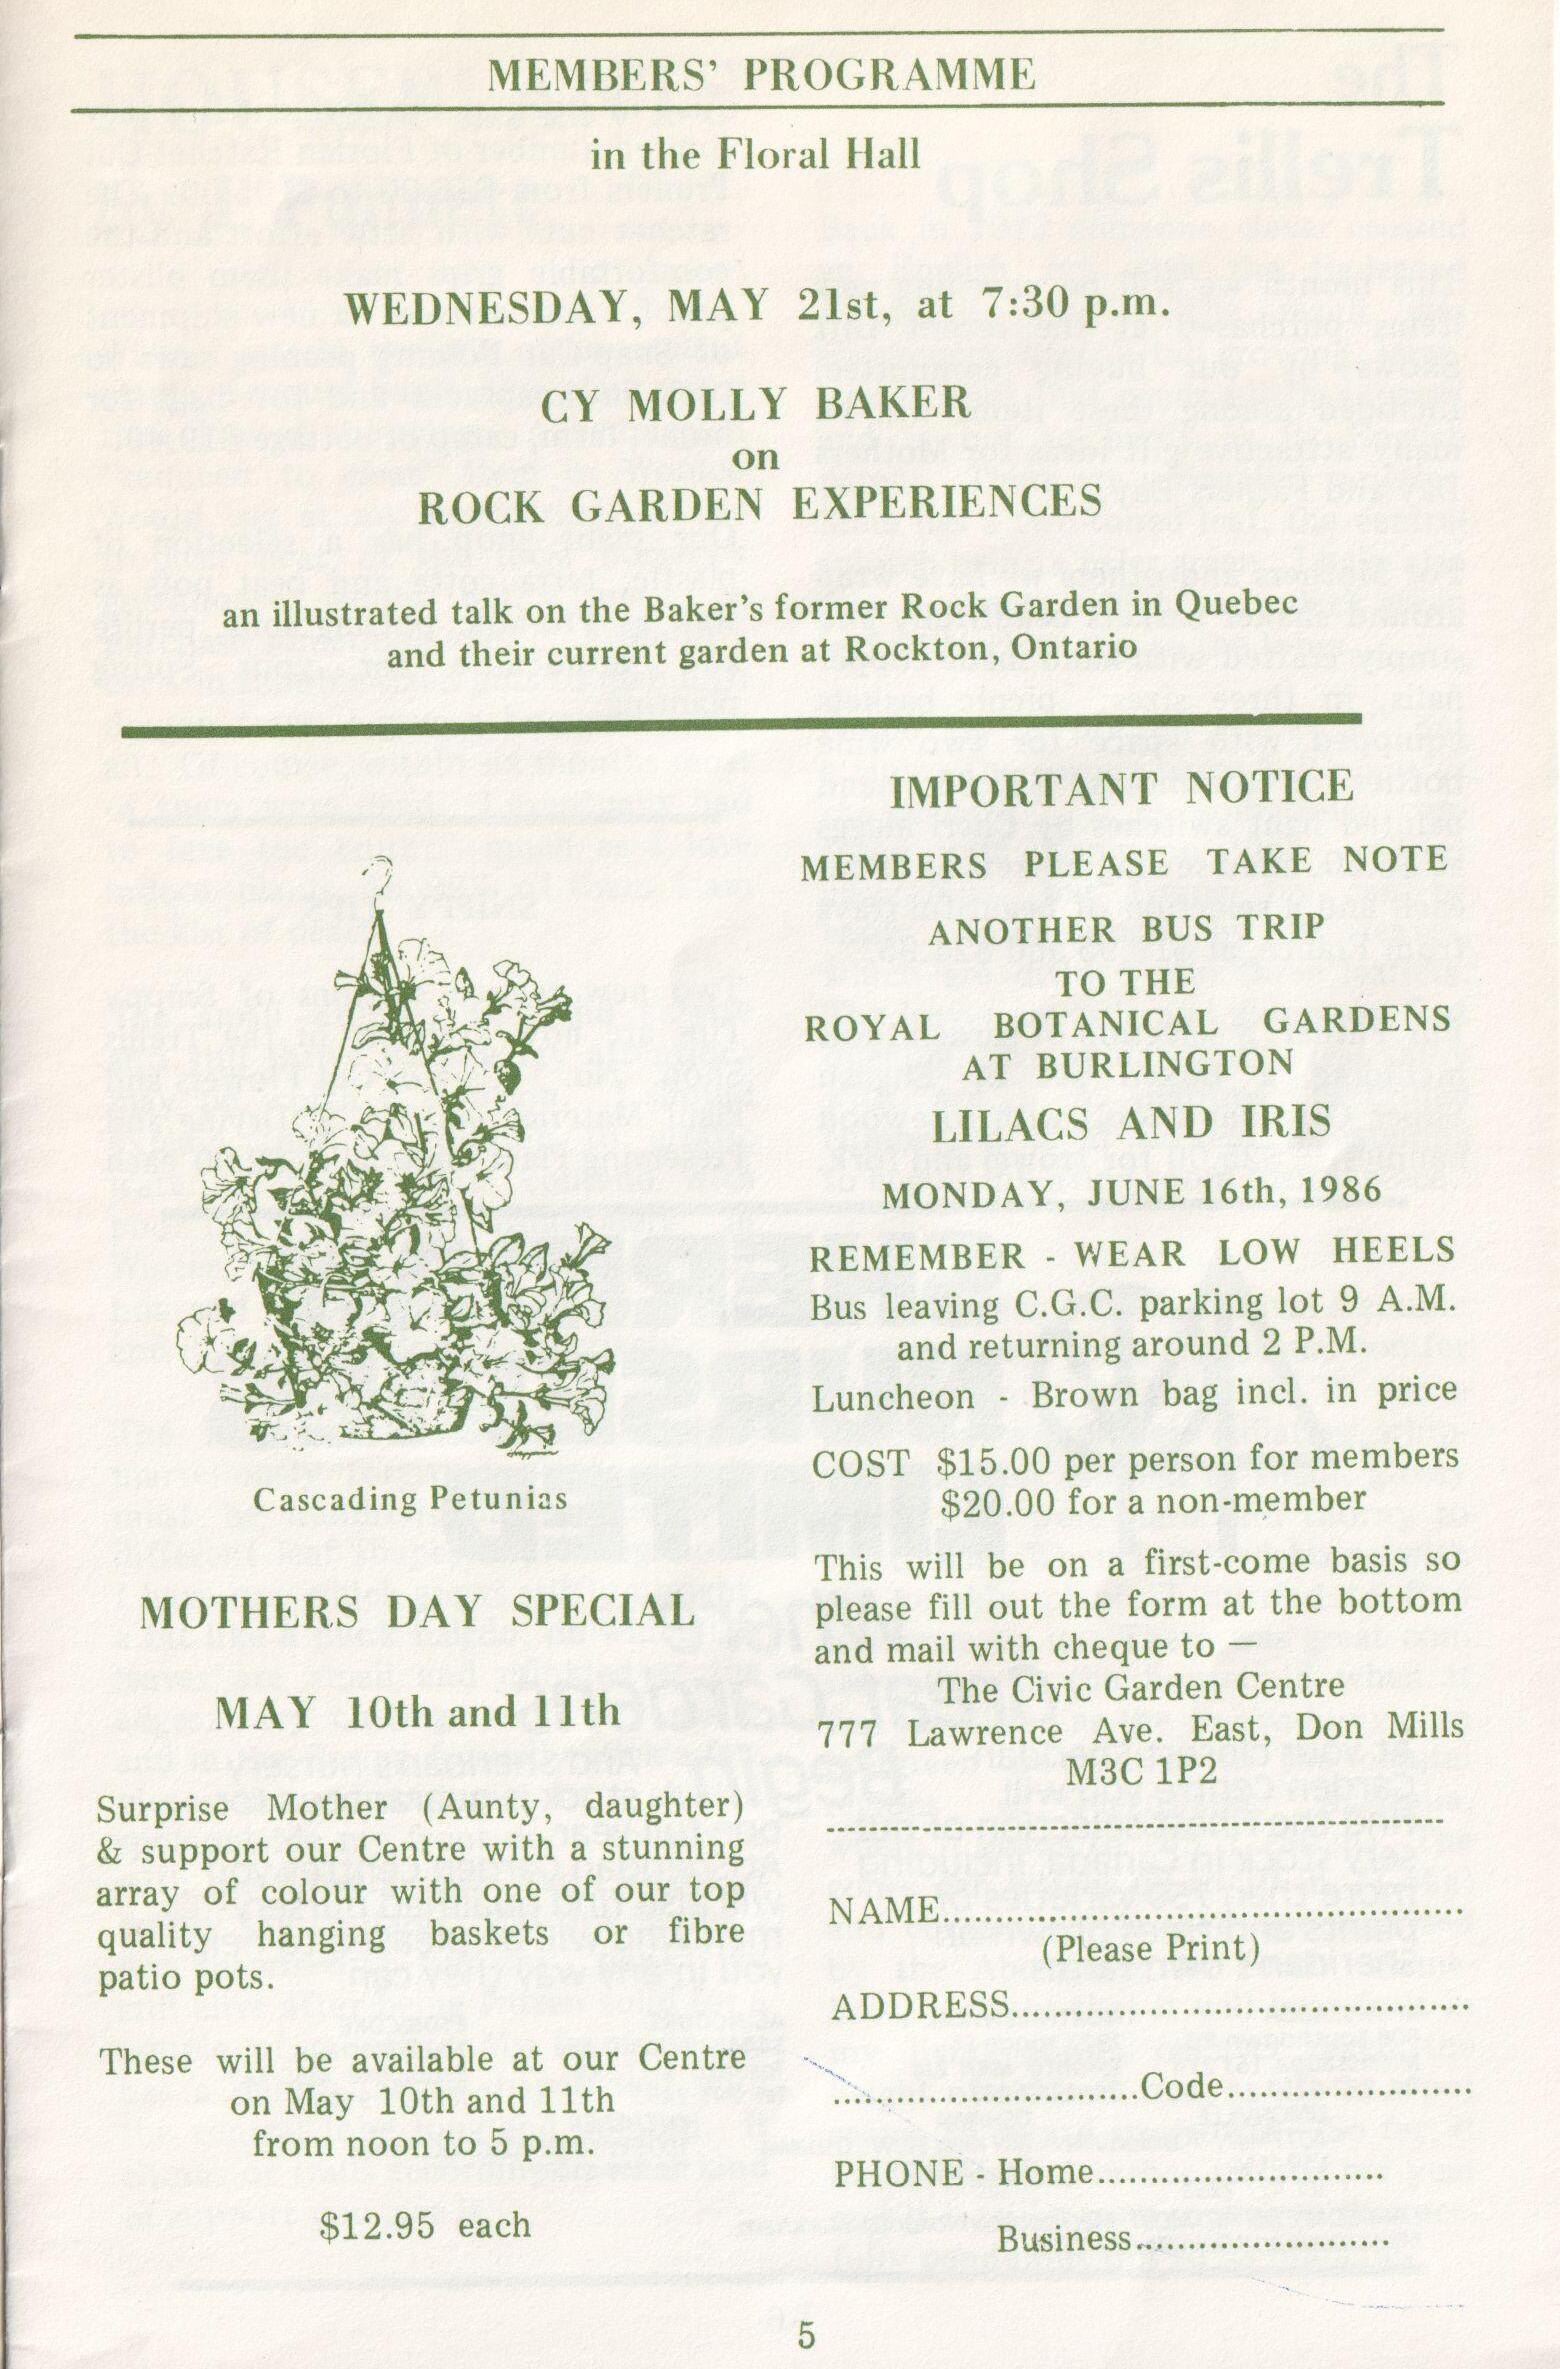 MEMBERS' PROGRAMME
in the Floral Hall
WEDNESDAY, MAY 21st, at 7:30 p.m.
CY MOLLY BAKER
on
ROCK GARDEN EXPERIENCES
an illustrated talk on the Baker's former Rock Garden in Quebec
and their current garden at Rockton, Ontario
Cascading Petunias
MOTHERS DAY SPECIAL
MAY 10th and 11th
Surprise Mother (Aunty, daughter)
& support our Centre with a stunning
array of colour with one of our top
quality hanging baskets or fibre
patio pots.
These will be available at our Centre
on May 10th and 11th
from noon to 5 p.m.
$12.95 each
IMPORTANT NOTICE
MEMBERS PLEASE TAKE NOTE
ANOTHER BUS TRIP
TO THE
ROYAL BOTANICAL GARDENS
AT BURLINGTON
LILACS AND IRIS
MONDAY, JUNE 16th, 1986
REMEMBER - WEAR LOW HEELS
Bus leaving C.G.C. parking lot 9 A.M.
and returning around 2 P.M.
Luncheon - Brown bag incl. in price
COST $15.00 per person for members
$20.00 for a non-member
This will be on a first-come basis so
please fill out the form at the bottom
and mail with cheque to —
The Civic Garden Centre
777 Lawrence Ave. East, Don Mills
M3C 1P2
NAME..................................................
(Please Print)
ADDRESS............................................
.............................Code........................
PHONE - Home...........................
Business........................
5